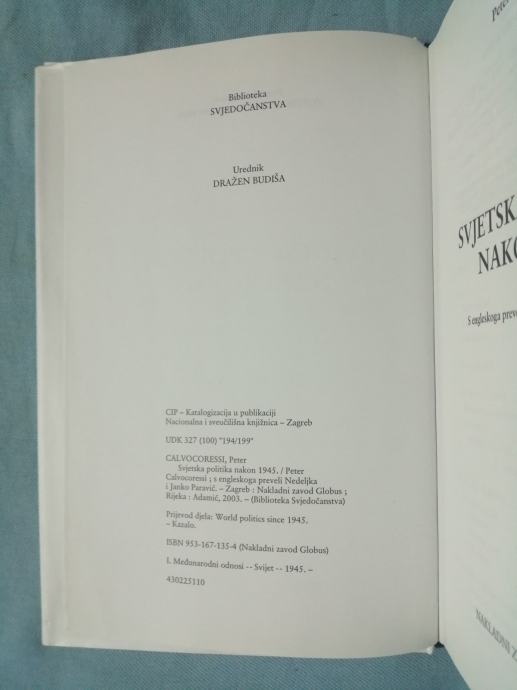 Biblioteka
SVJEDOČANSTVA
Urednik
DRAŽEN BUDIŠA
CIP – Katalogizacija u publikaciji
Nacionalna i sveučilišna knjižnica – Zagreb
UDK 327 (100) "194/199"
CALVOCORESSI, Peter
Svjetska politika nakon 1945. / Peter
Calvocoressi ; s engleskoga preveli Nedeljka
i Janko Paravić. – Zagreb : Nakladni zavod Globus ;
Rijeka : Adamić, 2003. – (Biblioteka Svjedočanstva)
Prijevod djela: World politics since 1945.
– Kazalo.
ISBN 953-167-135-4 (Nakladni zavod Globus)
I. Međunarodni odnosi -- Svijet -- 1945. –
430225110
SVJETSK
NAKO
S engleskoga preve
NAKLADNI Z